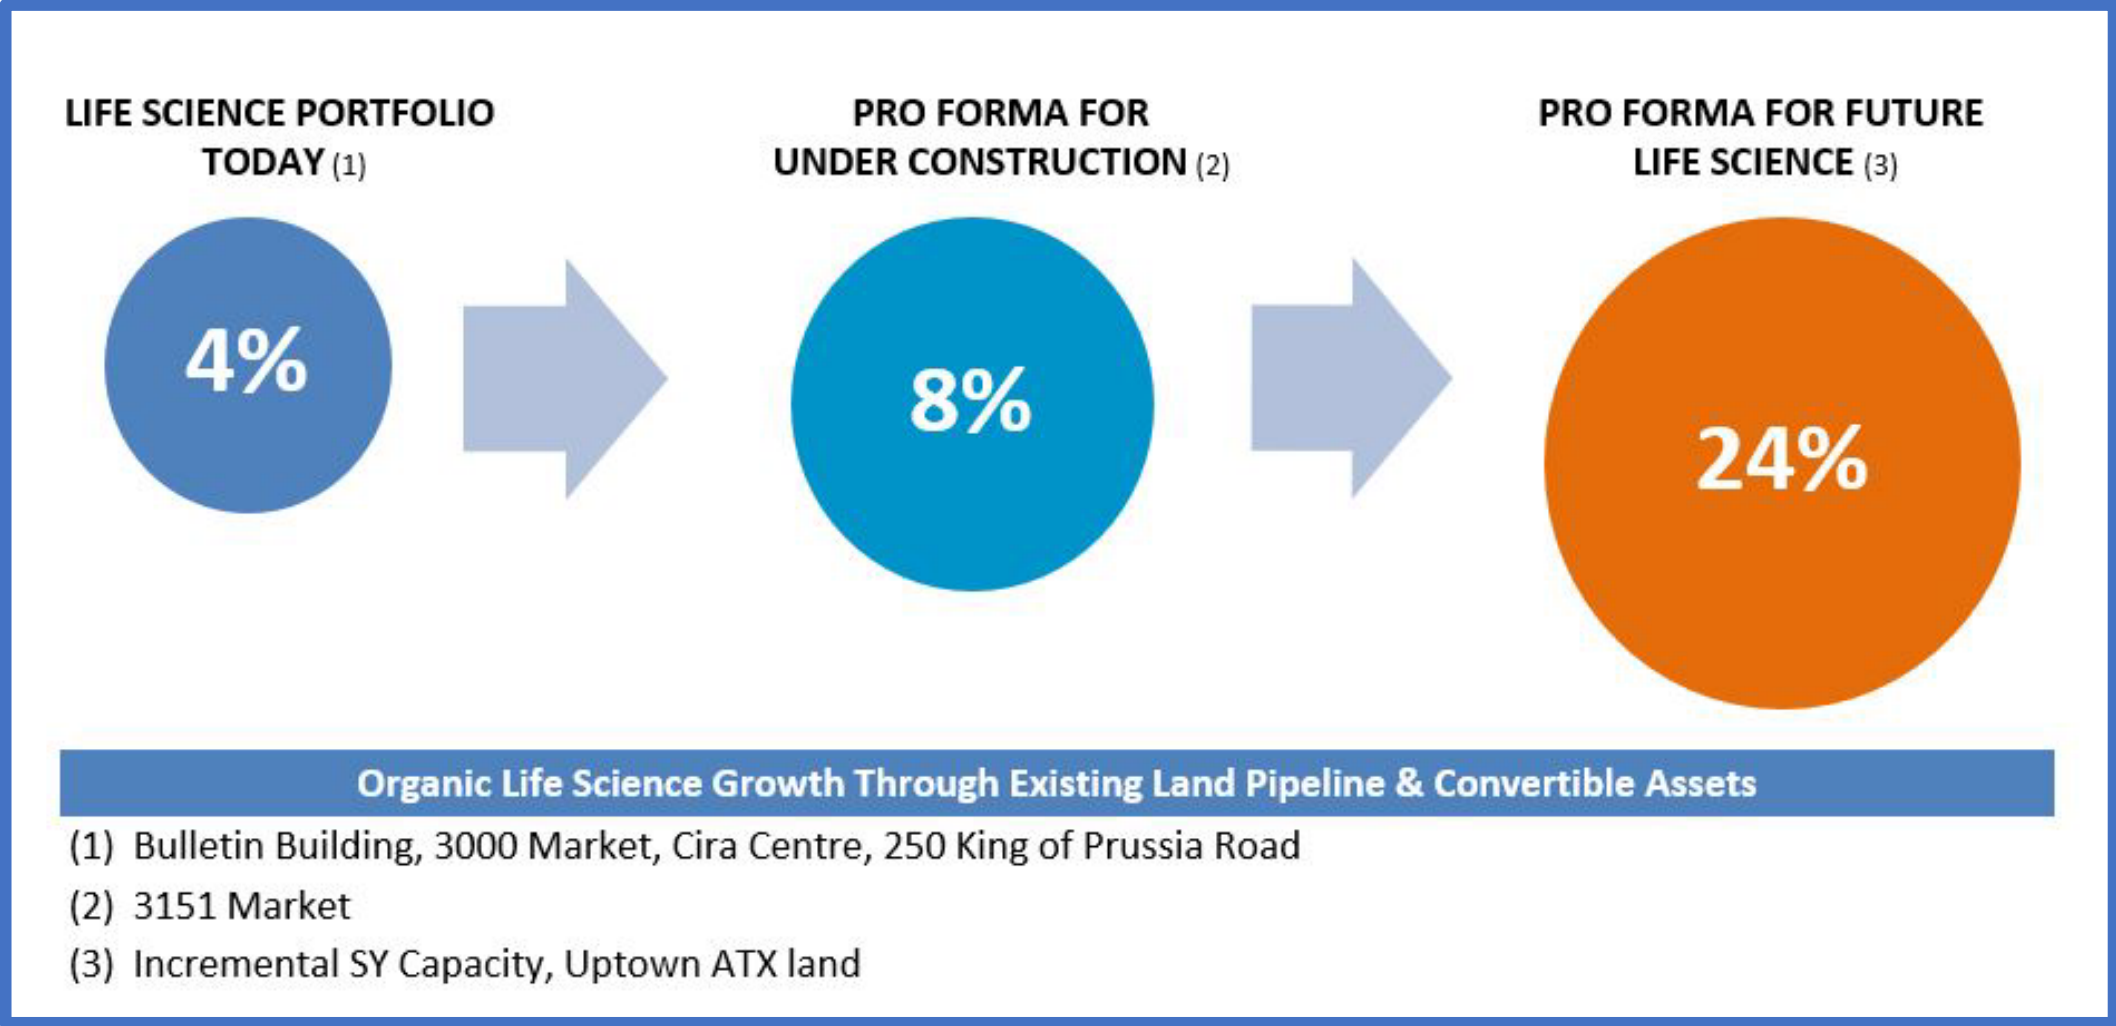 LIFE SCIENCE PORTFOLIO
TODAY (1)
PRO FORMA FOR
UNDER CONSTRUCTION (2)
PRO FORMA FOR FUTURE
LIFE SCIENCE (3)
4%
8%
24%
Organic Life Science Growth Through Existing Land Pipeline & Convertible Assets
(1) Bulletin Building, 3000 Market, Cira Centre, 250 King of Prussia Road
(2) 3151 Market
(3) Incremental SY Capacity, Uptown ATX land